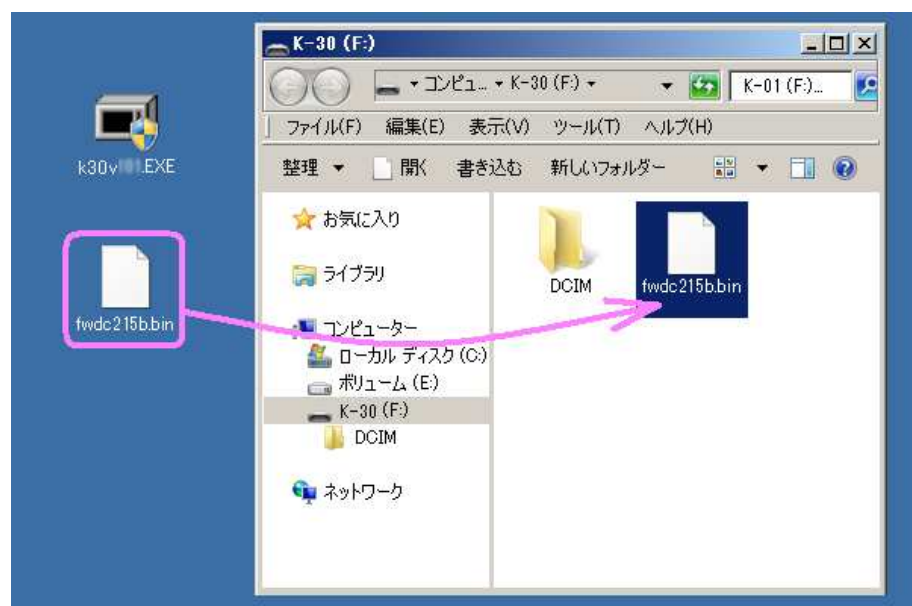 K-30 (F:)
コンピュ... K-30 (F:)
K-01 (F:)...
ファイル(F) 編集(E) 表示(V) ツール(T) ヘルプ(H)
整理 開く 書き込む 新しいフォルダー
k30v .EXE
fwdc215b.bin
お気に入り
ライブラリ
コンピューター
ローカル ディスク (C:)
ボリューム (E:)
K-30 (F:)
DCIM
ネットワーク
DCIM
fwdc215b.bin